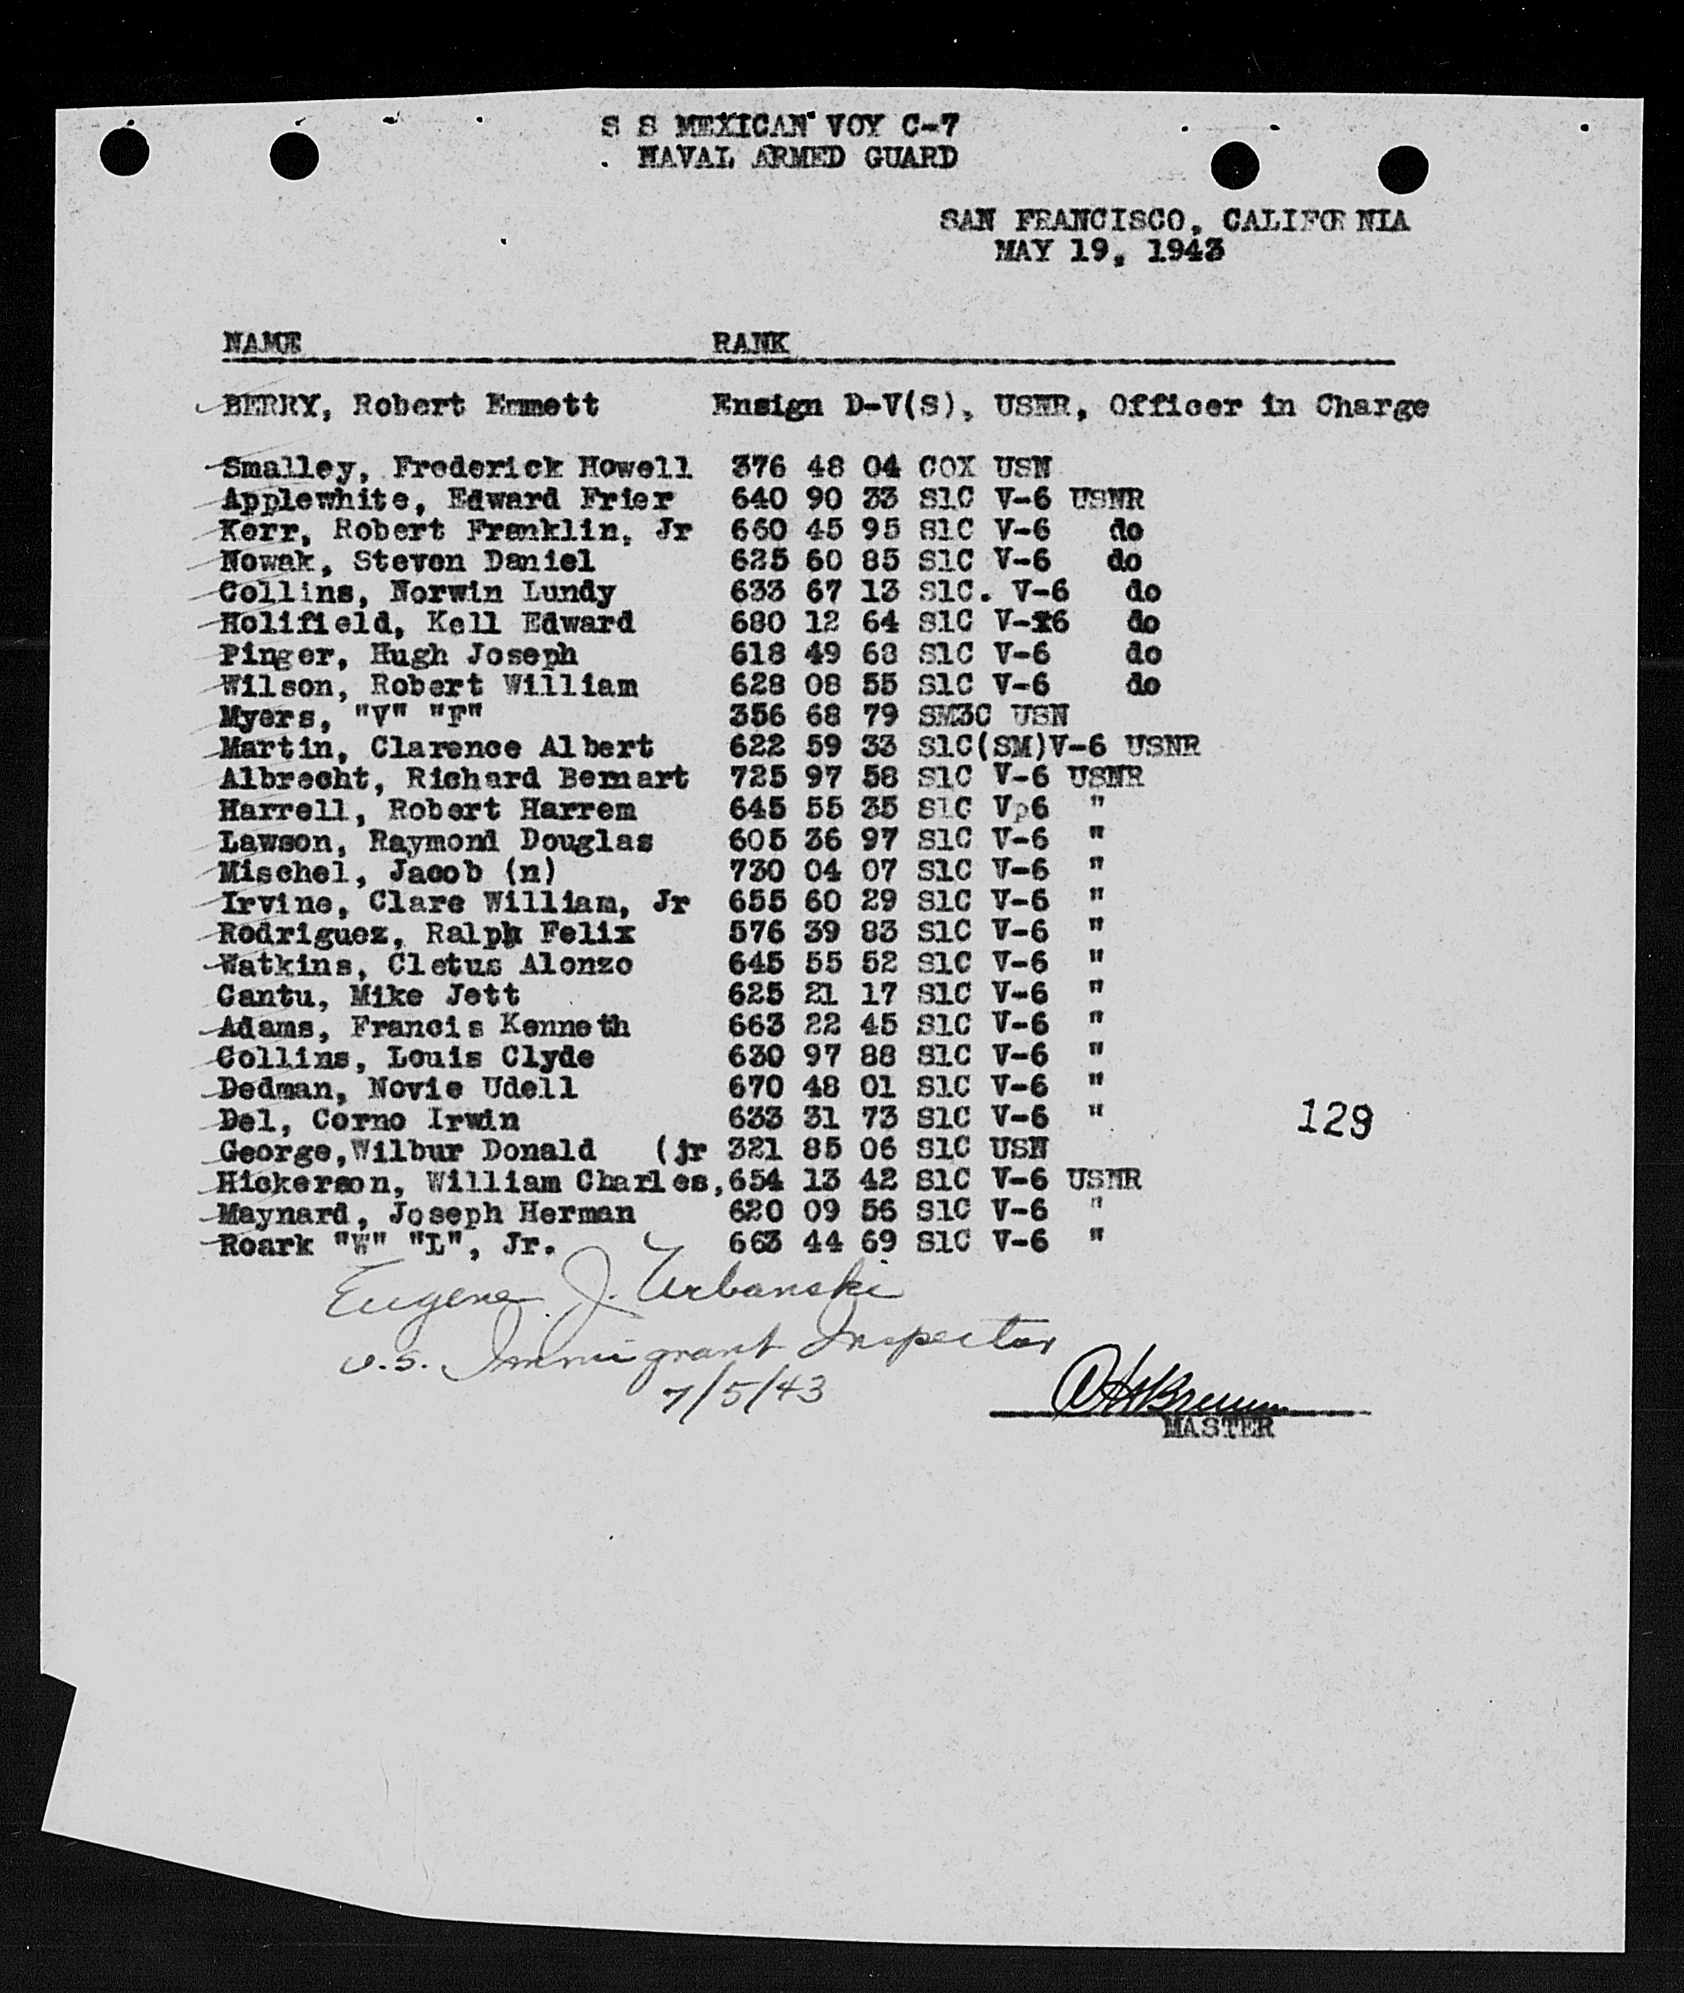 S S MEXICAN VOY C-7
NAVAL ARMED GUARD
SAN FRANCISCO, CALIFORNIA
MAY 19, 1943
NAME RANK
BERRY, Robert Emmett Ensign D-V(S), USNR, Officer in Charge
Smalley, Frederick Howell 376 48 04 COX USN
Applewhite, Edward Frier 640 90 33 S1C V-6 USNR
Kerr, Robert Franklin, Jr 660 45 95 S1C V-6 do
Nowak, Steven Daniel 625 60 85 S1C V-6 do
Collins, Norwin Lundy 633 67 13 S1C. V-6 do
Holifield, Kell Edward 680 12 64 S1C V-x6 do
Pinger, Hugh Joseph 618 49 68 S1C V-6 do
Wilson, Robert William 628 08 55 S1C V-6 do
Myers, "V" "F" 356 68 79 SM3C USN
Martin, Clarence Albert 622 59 33 S1C(SM)V-6 USNR
Albrecht, Richard Bernart 725 97 58 S1C V-6 USNR
Harrell, Robert Harrem 645 55 35 S1C Vp6 "
Lawson, Raymond Douglas 605 36 97 S1C V-6 "
Mischel, Jacob (n) 730 04 07 S1C V-6 "
Irvine, Clare William, Jr 655 60 29 S1C V-6 "
Rodriguez, Ralph Felix 576 39 83 S1C V-6 "
Watkins, Cletus Alonzo 645 55 52 S1C V-6 "
Cantu, Mike Jett 625 21 17 S1C V-6 "
Adams, Francis Kenneth 663 22 45 S1C V-6 "
Collins, Louis Clyde 630 97 88 S1C V-6 "
Dedman, Novie Udell 670 48 01 S1C V-6 "
Del, Corno Irwin 633 31 73 S1C V-6 "
129
George,Wilbur Donald (jr 321 85 06 S1C USN
Hickerson, William Charles,654 13 42 S1C V-6 USNR
Maynard, Joseph Herman 620 09 56 S1C V-6 "
Roark "W" "L", Jr. 663 44 69 S1C V-6 "
Eugene J. Urbanski
U.S. Immigrant Inspector
7/5/43
MASTER